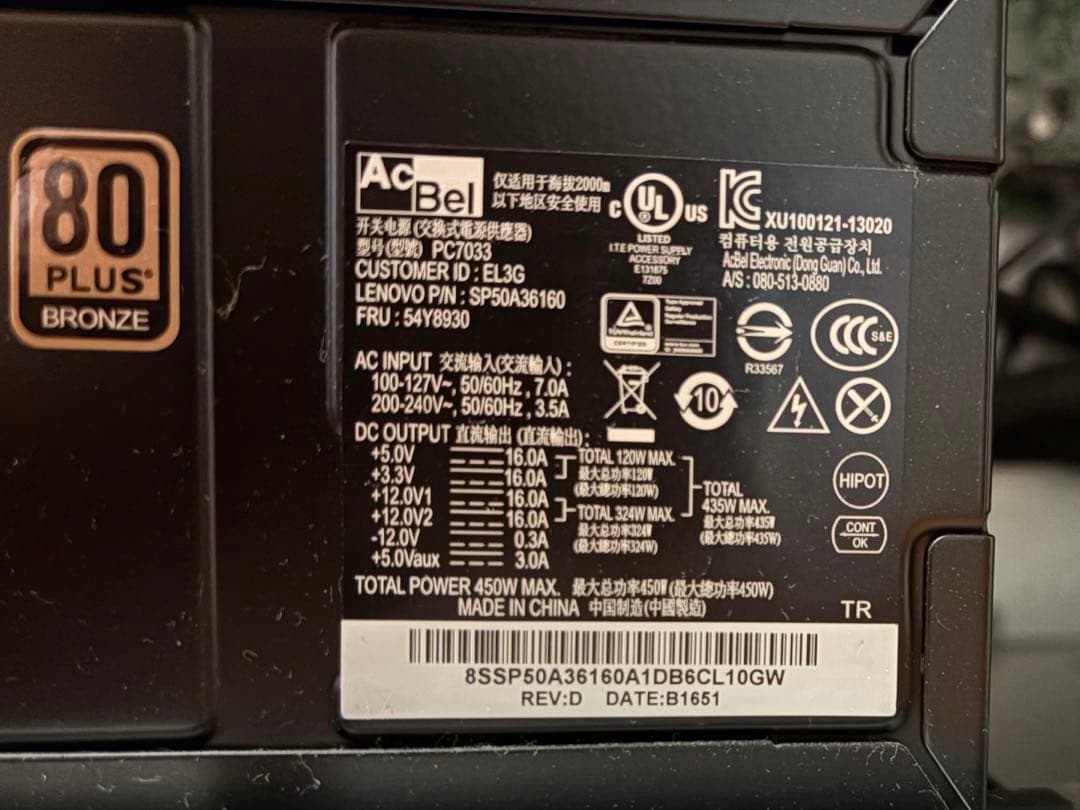 80
PLUS®
BRONZE
AcBel
仅适用于海拔2000m
以下地区安全使用
开关电源 (交换式電源供應器)
型号(型號) PC7033
CUSTOMER ID : EL3G
LENOVO P/N : SP50A36160
FRU : 54Y8930
C UL US
LISTED
I.T.E. POWER SUPPLY
ACCESSORY
E131875
7Z00
XU100121-13020
컴퓨터용 전원공급장치
AcBel Electronic (Dong Guan) Co., Ltd.
A/S : 080-513-0880
TÜVRheinland
CERTIFIED
Type Approved
Safety
Regular Production
Surveillance
R33567
CCC S&E
10
AC INPUT 交流输入(交流輸入) :
100-127V~, 50/60Hz , 7.0A
200-240V~, 50/60Hz , 3.5A
DC OUTPUT 直流输出 (直流輸出) :
+5.0V 16.0A
+3.3V 16.0A
+12.0V1 16.0A
+12.0V2 16.0A
-12.0V 0.3A
+5.0Vaux 3.0A
TOTAL 120W MAX.
最大总功率120W
(最大總功率120W)
TOTAL 324W MAX.
最大总功率324W
(最大總功率324W)
TOTAL
435W MAX.
最大总功率435W
(最大總功率435W)
HIPOT
CONT
OK
TOTAL POWER 450W MAX. 最大总功率450W (最大總功率450W)
MADE IN CHINA 中国制造(中國製造)
TR
8SSP50A36160A1DB6CL10GW
REV:D DATE:B1651